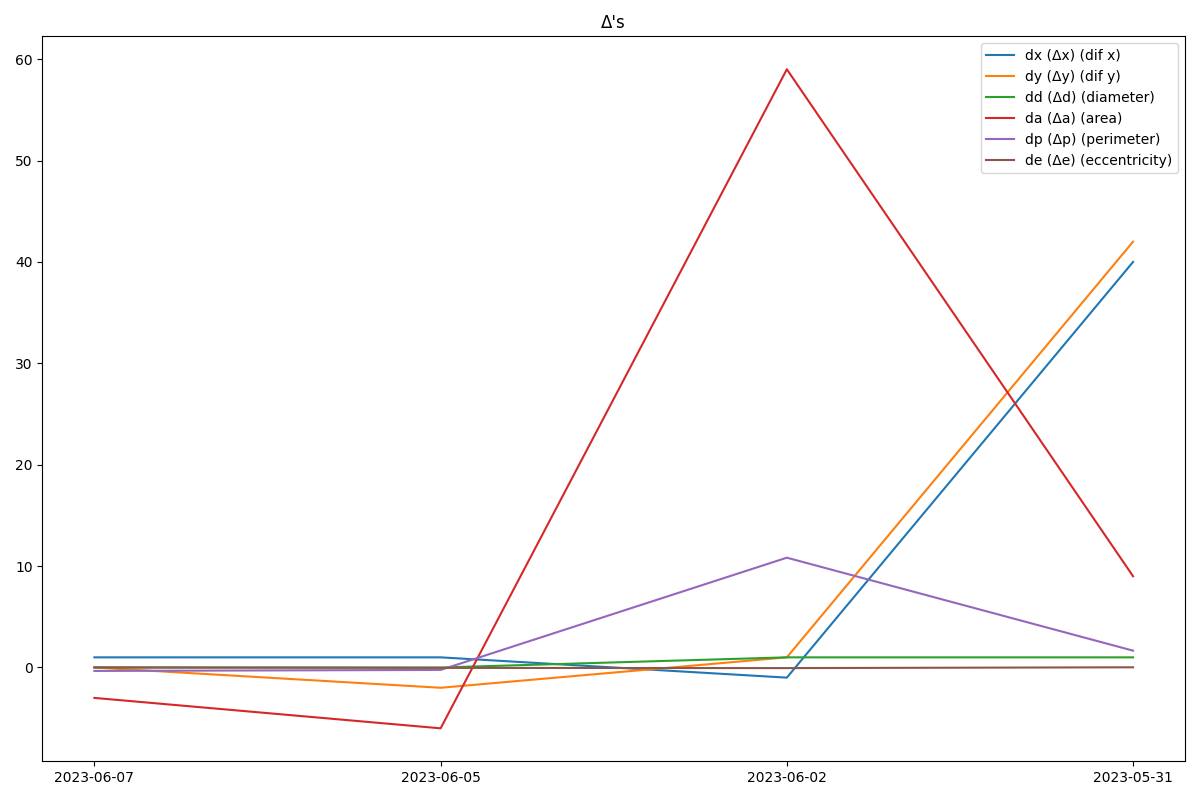 Δ's
dx (Δx) (dif x)
dy (Δy) (dif y)
dd (Δd) (diameter)
da (Δa) (area)
dp (Δp) (perimeter)
de (Δe) (eccentricity)
60
50
40
30
20
10
0
2023-06-07 2023-06-05 2023-06-02 2023-05-31